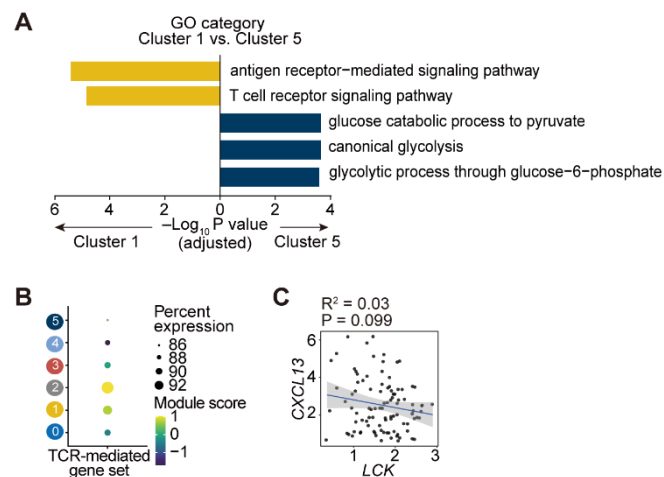 A
GO category
Cluster 1 vs. Cluster 5
antigen receptor−mediated signaling pathway
T cell receptor signaling pathway
glucose catabolic process to pyruvate
canonical glycolysis
glycolytic process through glucose−6−phosphate
6 4 2 0 2 4
−Log10 P value
(adjusted)
Cluster 1
Cluster 5
B
5
4
3
2
1
0
TCR-mediated
gene set
Percent
expression
86
88
90
92
Module score
1
0
−1
C
R² = 0.03
P = 0.099
CXCL13
6
4
2
0
1 2 3
LCK